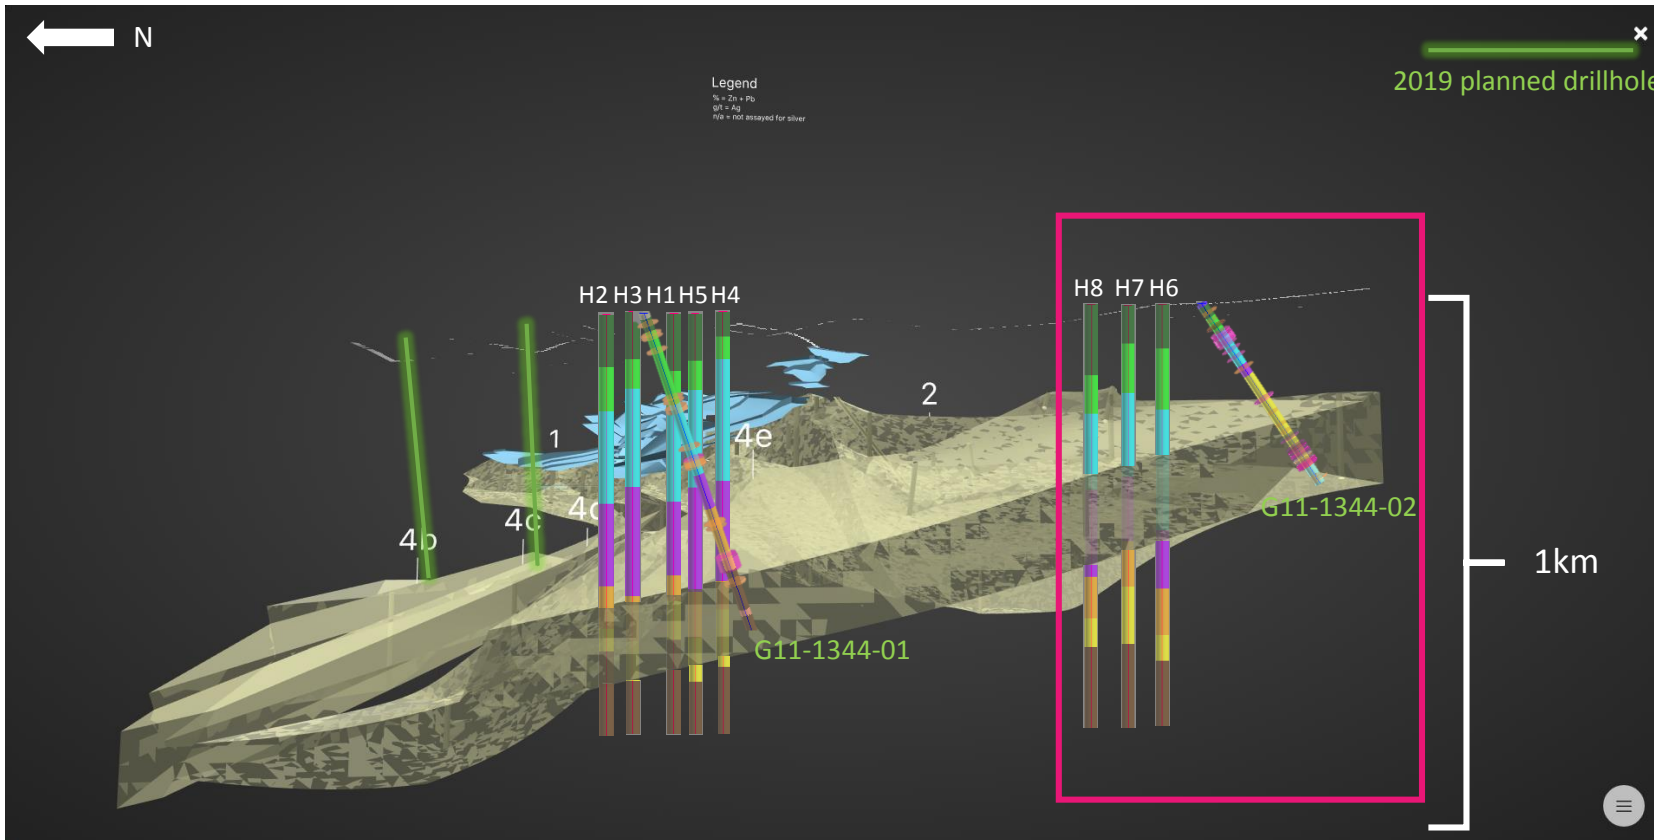 N
×
2019 planned drillhole
Legend
% = Zn + Pb
g/t = Ag
n/a = not assayed for silver
H2 H3 H1 H5 H4
H8 H7 H6
2
1
4e
4c
4b
G11-1344-02
1km
G11-1344-01